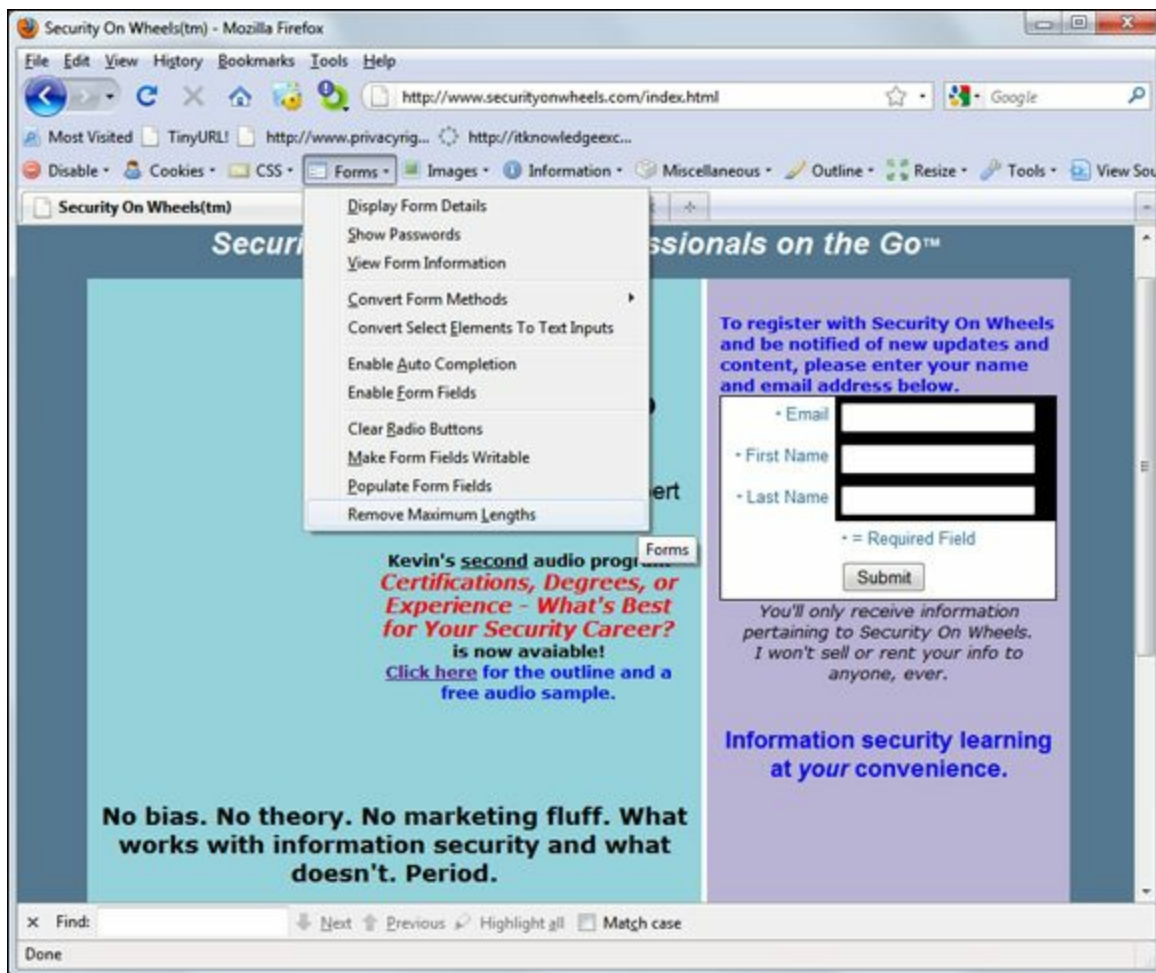 Security On Wheels(tm) - Mozilla Firefox
File Edit View History Bookmarks Tools Help
http://www.securityonwheels.com/index.html
Google
Most Visited TinyURL! http://www.privacyrig... http://itknowledgeexc...
Disable Cookies CSS Forms Images Information Miscellaneous Outline Resize Tools View Sou
Security On Wheels(tm)
Securi
ssionals on the Go™
Display Form Details
Show Passwords
View Form Information
Convert Form Methods
Convert Select Elements To Text Inputs
Enable Auto Completion
Enable Form Fields
Clear Radio Buttons
Make Form Fields Writable
Populate Form Fields
Remove Maximum Lengths
Forms
ert
Kevin's second audio program
Certifications, Degrees, or
Experience - What's Best
for Your Security Career?
is now avaiable!
Click here for the outline and a
free audio sample.
No bias. No theory. No marketing fluff. What
works with information security and what
doesn't. Period.
To register with Security On Wheels
and be notified of new updates and
content, please enter your name
and email address below.
• Email
• First Name
• Last Name
• = Required Field
Submit
You'll only receive information
pertaining to Security On Wheels.
I won't sell or rent your info to
anyone, ever.
Information security learning
at your convenience.
× Find: Next Previous Highlight all Match case
Done